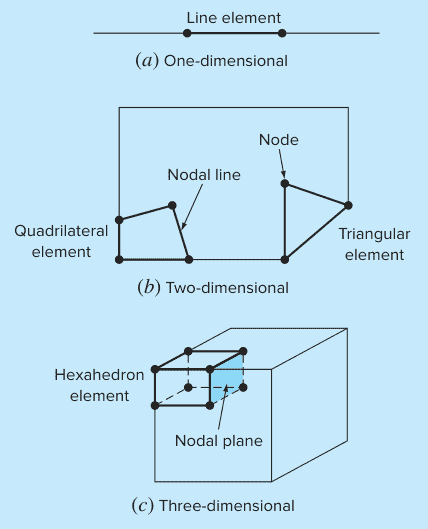 Line element
(a) One-dimensional
Node
Nodal line
Quadrilateral
element
Triangular
element
(b) Two-dimensional
Hexahedron
element
Nodal plane
(c) Three-dimensional